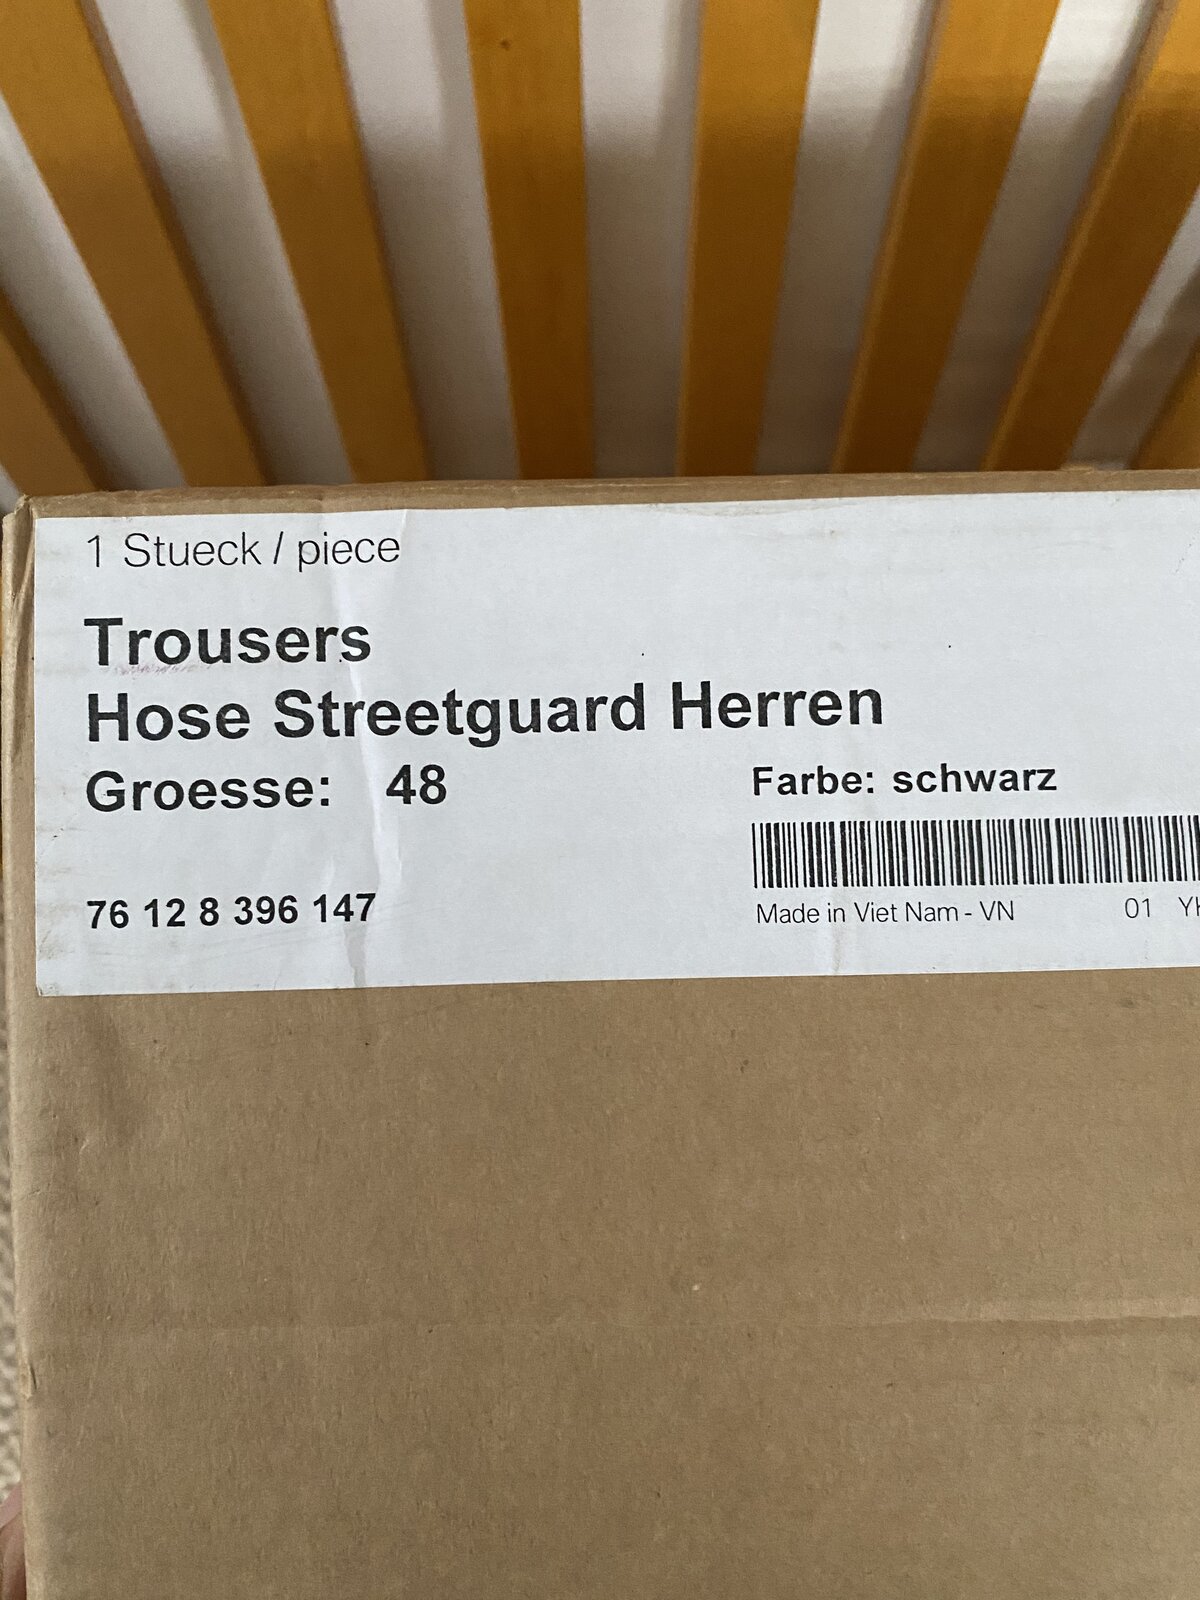 1 Stueck / piece
Trousers
Hose Streetguard Herren
Groesse: 48
Farbe: schwarz
76 12 8 396 147
Made in Viet Nam - VN 01